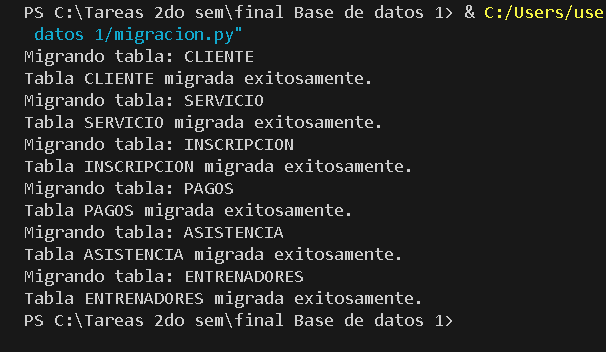 PS C:\Tareas 2do sem\final Base de datos 1> & C:/Users/use
datos 1/migracion.py"
Migrando tabla: CLIENTE
Tabla CLIENTE migrada exitosamente.
Migrando tabla: SERVICIO
Tabla SERVICIO migrada exitosamente.
Migrando tabla: INSCRIPCION
Tabla INSCRIPCION migrada exitosamente.
Migrando tabla: PAGOS
Tabla PAGOS migrada exitosamente.
Migrando tabla: ASISTENCIA
Tabla ASISTENCIA migrada exitosamente.
Migrando tabla: ENTRENADORES
Tabla ENTRENADORES migrada exitosamente.
PS C:\Tareas 2do sem\final Base de datos 1>